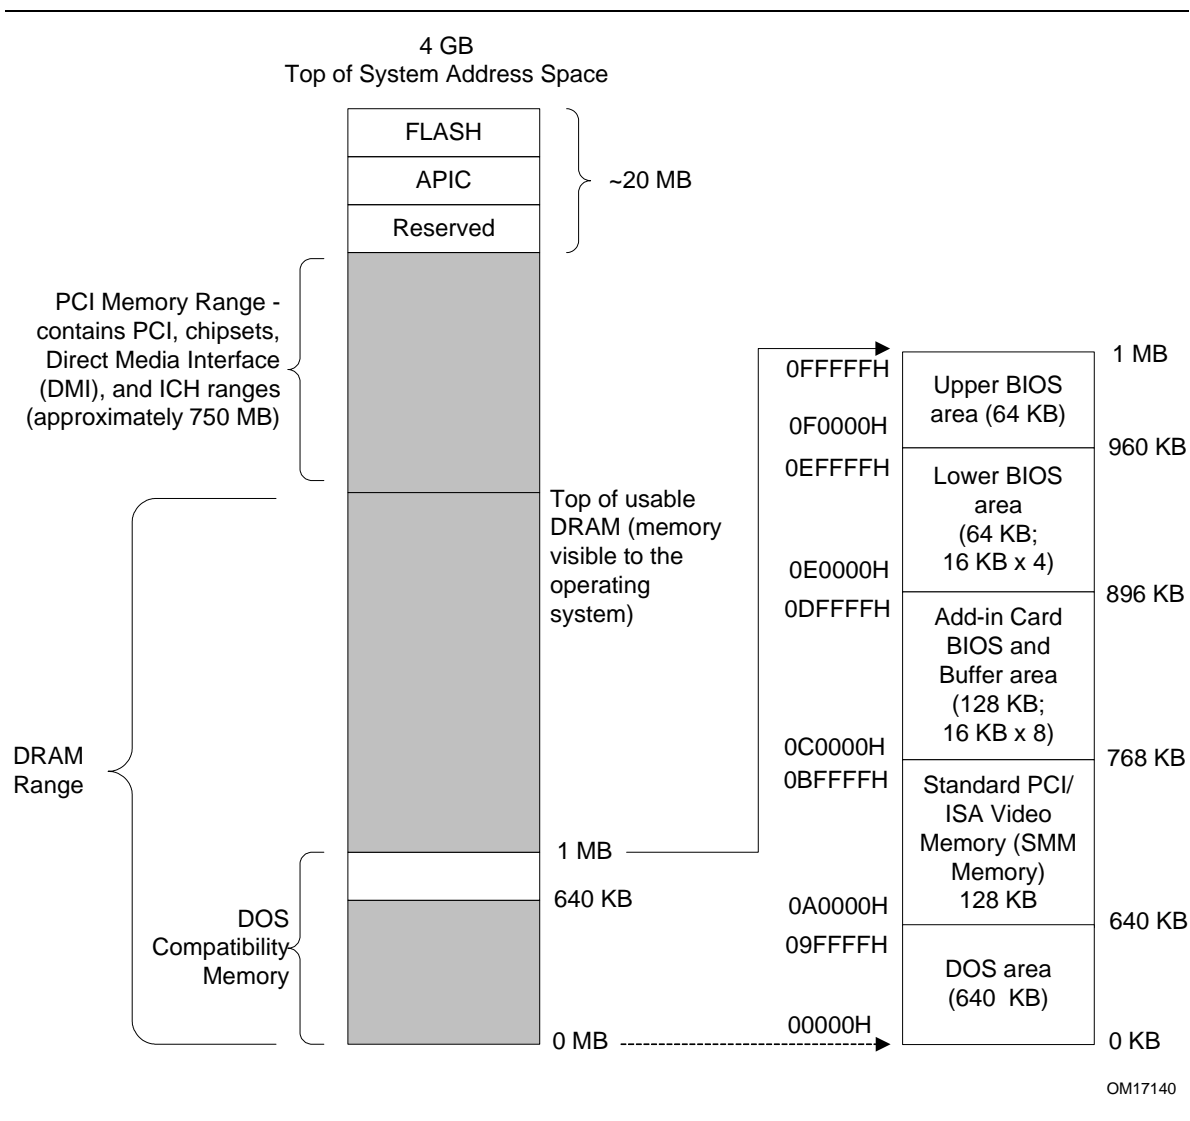 4 GB
Top of System Address Space
FLASH
APIC
Reserved
~20 MB
PCI Memory Range -
contains PCI, chipsets,
Direct Media Interface
(DMI), and ICH ranges
(approximately 750 MB)
Top of usable
DRAM (memory
visible to the
operating
system)
DRAM
Range
1 MB
640 KB
DOS
Compatibility
Memory
0 MB
0FFFFFH
0F0000H
0EFFFFH
0E0000H
0DFFFFH
0C0000H
0BFFFFH
0A0000H
09FFFFH
00000H
Upper BIOS
area (64 KB)
Lower BIOS
area
(64 KB;
16 KB x 4)
Add-in Card
BIOS and
Buffer area
(128 KB;
16 KB x 8)
Standard PCI/
ISA Video
Memory (SMM
Memory)
128 KB
DOS area
(640 KB)
1 MB
960 KB
896 KB
768 KB
640 KB
0 KB
OM17140